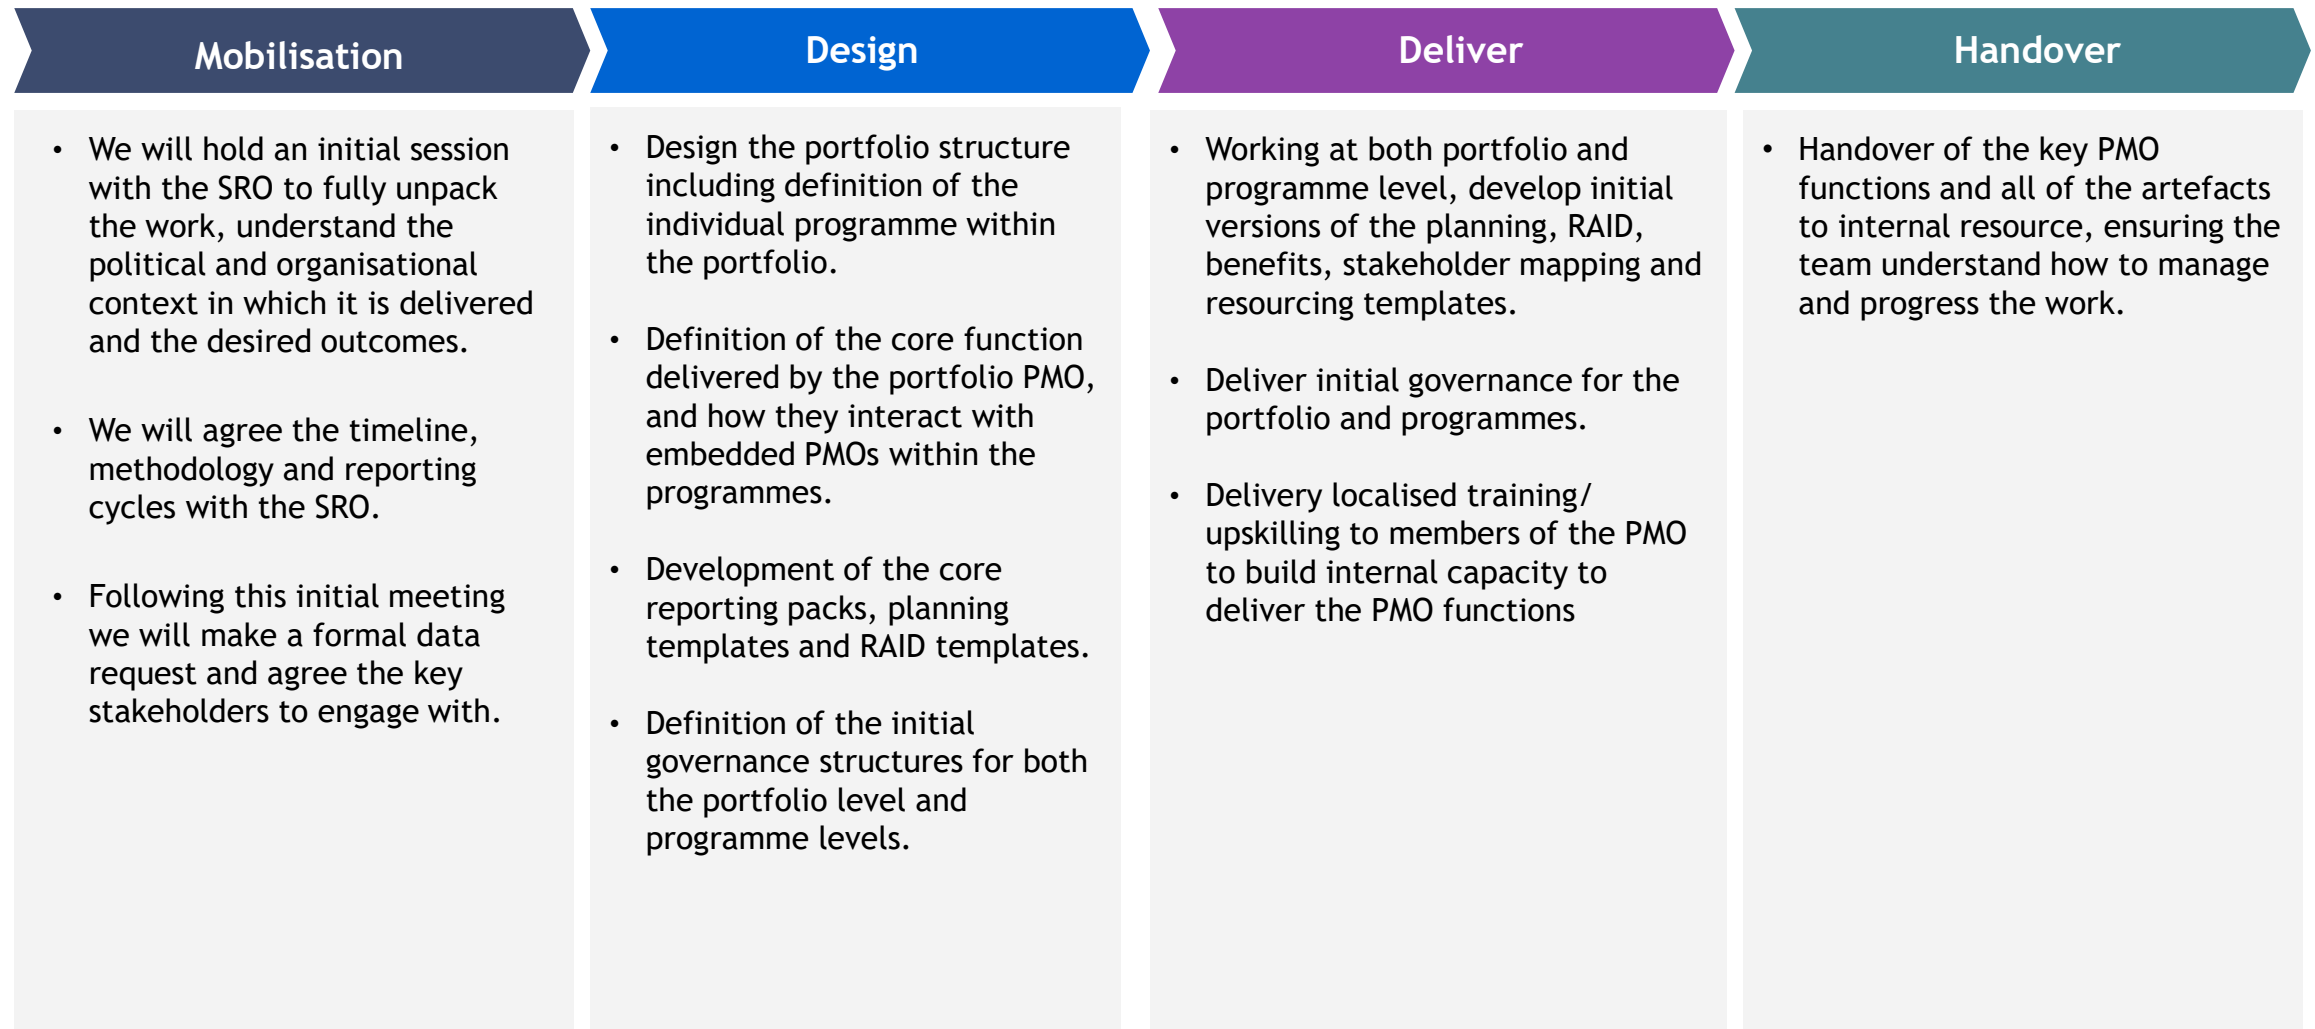 Mobilisation
• We will hold an initial session
with the SRO to fully unpack
the work, understand the
political and organisational
context in which it is delivered
and the desired outcomes.
• We will agree the timeline,
methodology and reporting
cycles with the SRO.
• Following this initial meeting
we will make a formal data
request and agree the key
stakeholders to engage with.
Design
• Design the portfolio structure
including definition of the
individual programme within
the portfolio.
• Definition of the core function
delivered by the portfolio PMO,
and how they interact with
embedded PMOs within the
programmes.
• Development of the core
reporting packs, planning
templates and RAID templates.
• Definition of the initial
governance structures for both
the portfolio level and
programme levels.
Deliver
• Working at both portfolio and
programme level, develop initial
versions of the planning, RAID,
benefits, stakeholder mapping and
resourcing templates.
• Deliver initial governance for the
portfolio and programmes.
• Delivery localised training/
upskilling to members of the PMO
to build internal capacity to
deliver the PMO functions
Handover
• Handover of the key PMO
functions and all of the artefacts
to internal resource, ensuring the
team understand how to manage
and progress the work.